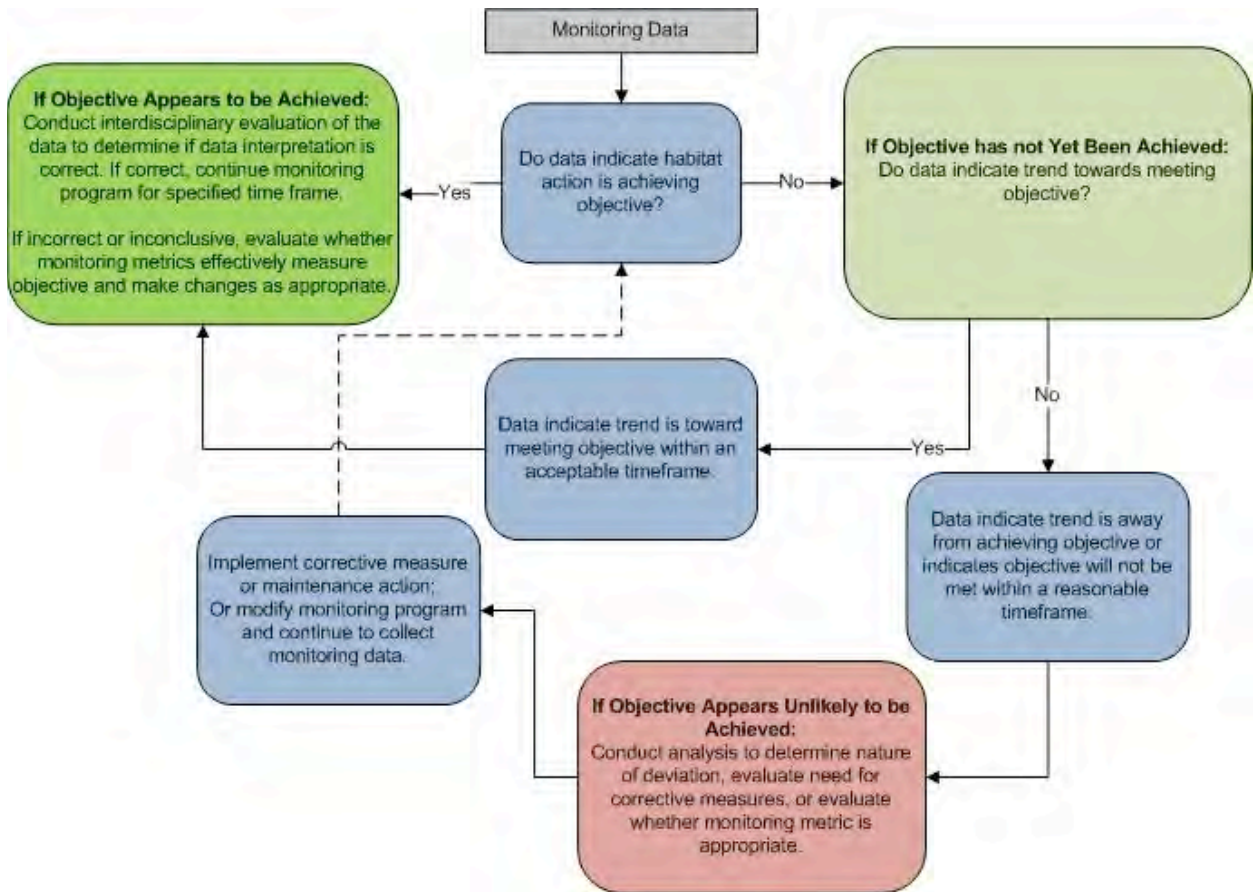 Monitoring Data
If Objective Appears to be Achieved:
Conduct interdisciplinary evaluation of the
data to determine if data interpretation is
correct. If correct, continue monitoring
program for specified time frame.
If incorrect or inconclusive, evaluate whether
monitoring metrics effectively measure
objective and make changes as appropriate.
Yes
Do data indicate habitat
action is achieving
objective?
No
If Objective has not Yet Been Achieved:
Do data indicate trend towards meeting
objective?
No
Yes
Data indicate trend is toward
meeting objective within an
acceptable timeframe.
Data indicate trend is away
from achieving objective or
indicates objective will not be
met within a reasonable
timeframe.
Implement corrective measure
or maintenance action;
Or modify monitoring program
and continue to collect
monitoring data.
If Objective Appears Unlikely to be
Achieved:
Conduct analysis to determine nature
of deviation, evaluate need for
corrective measures, or evaluate
whether monitoring metric is
appropriate.